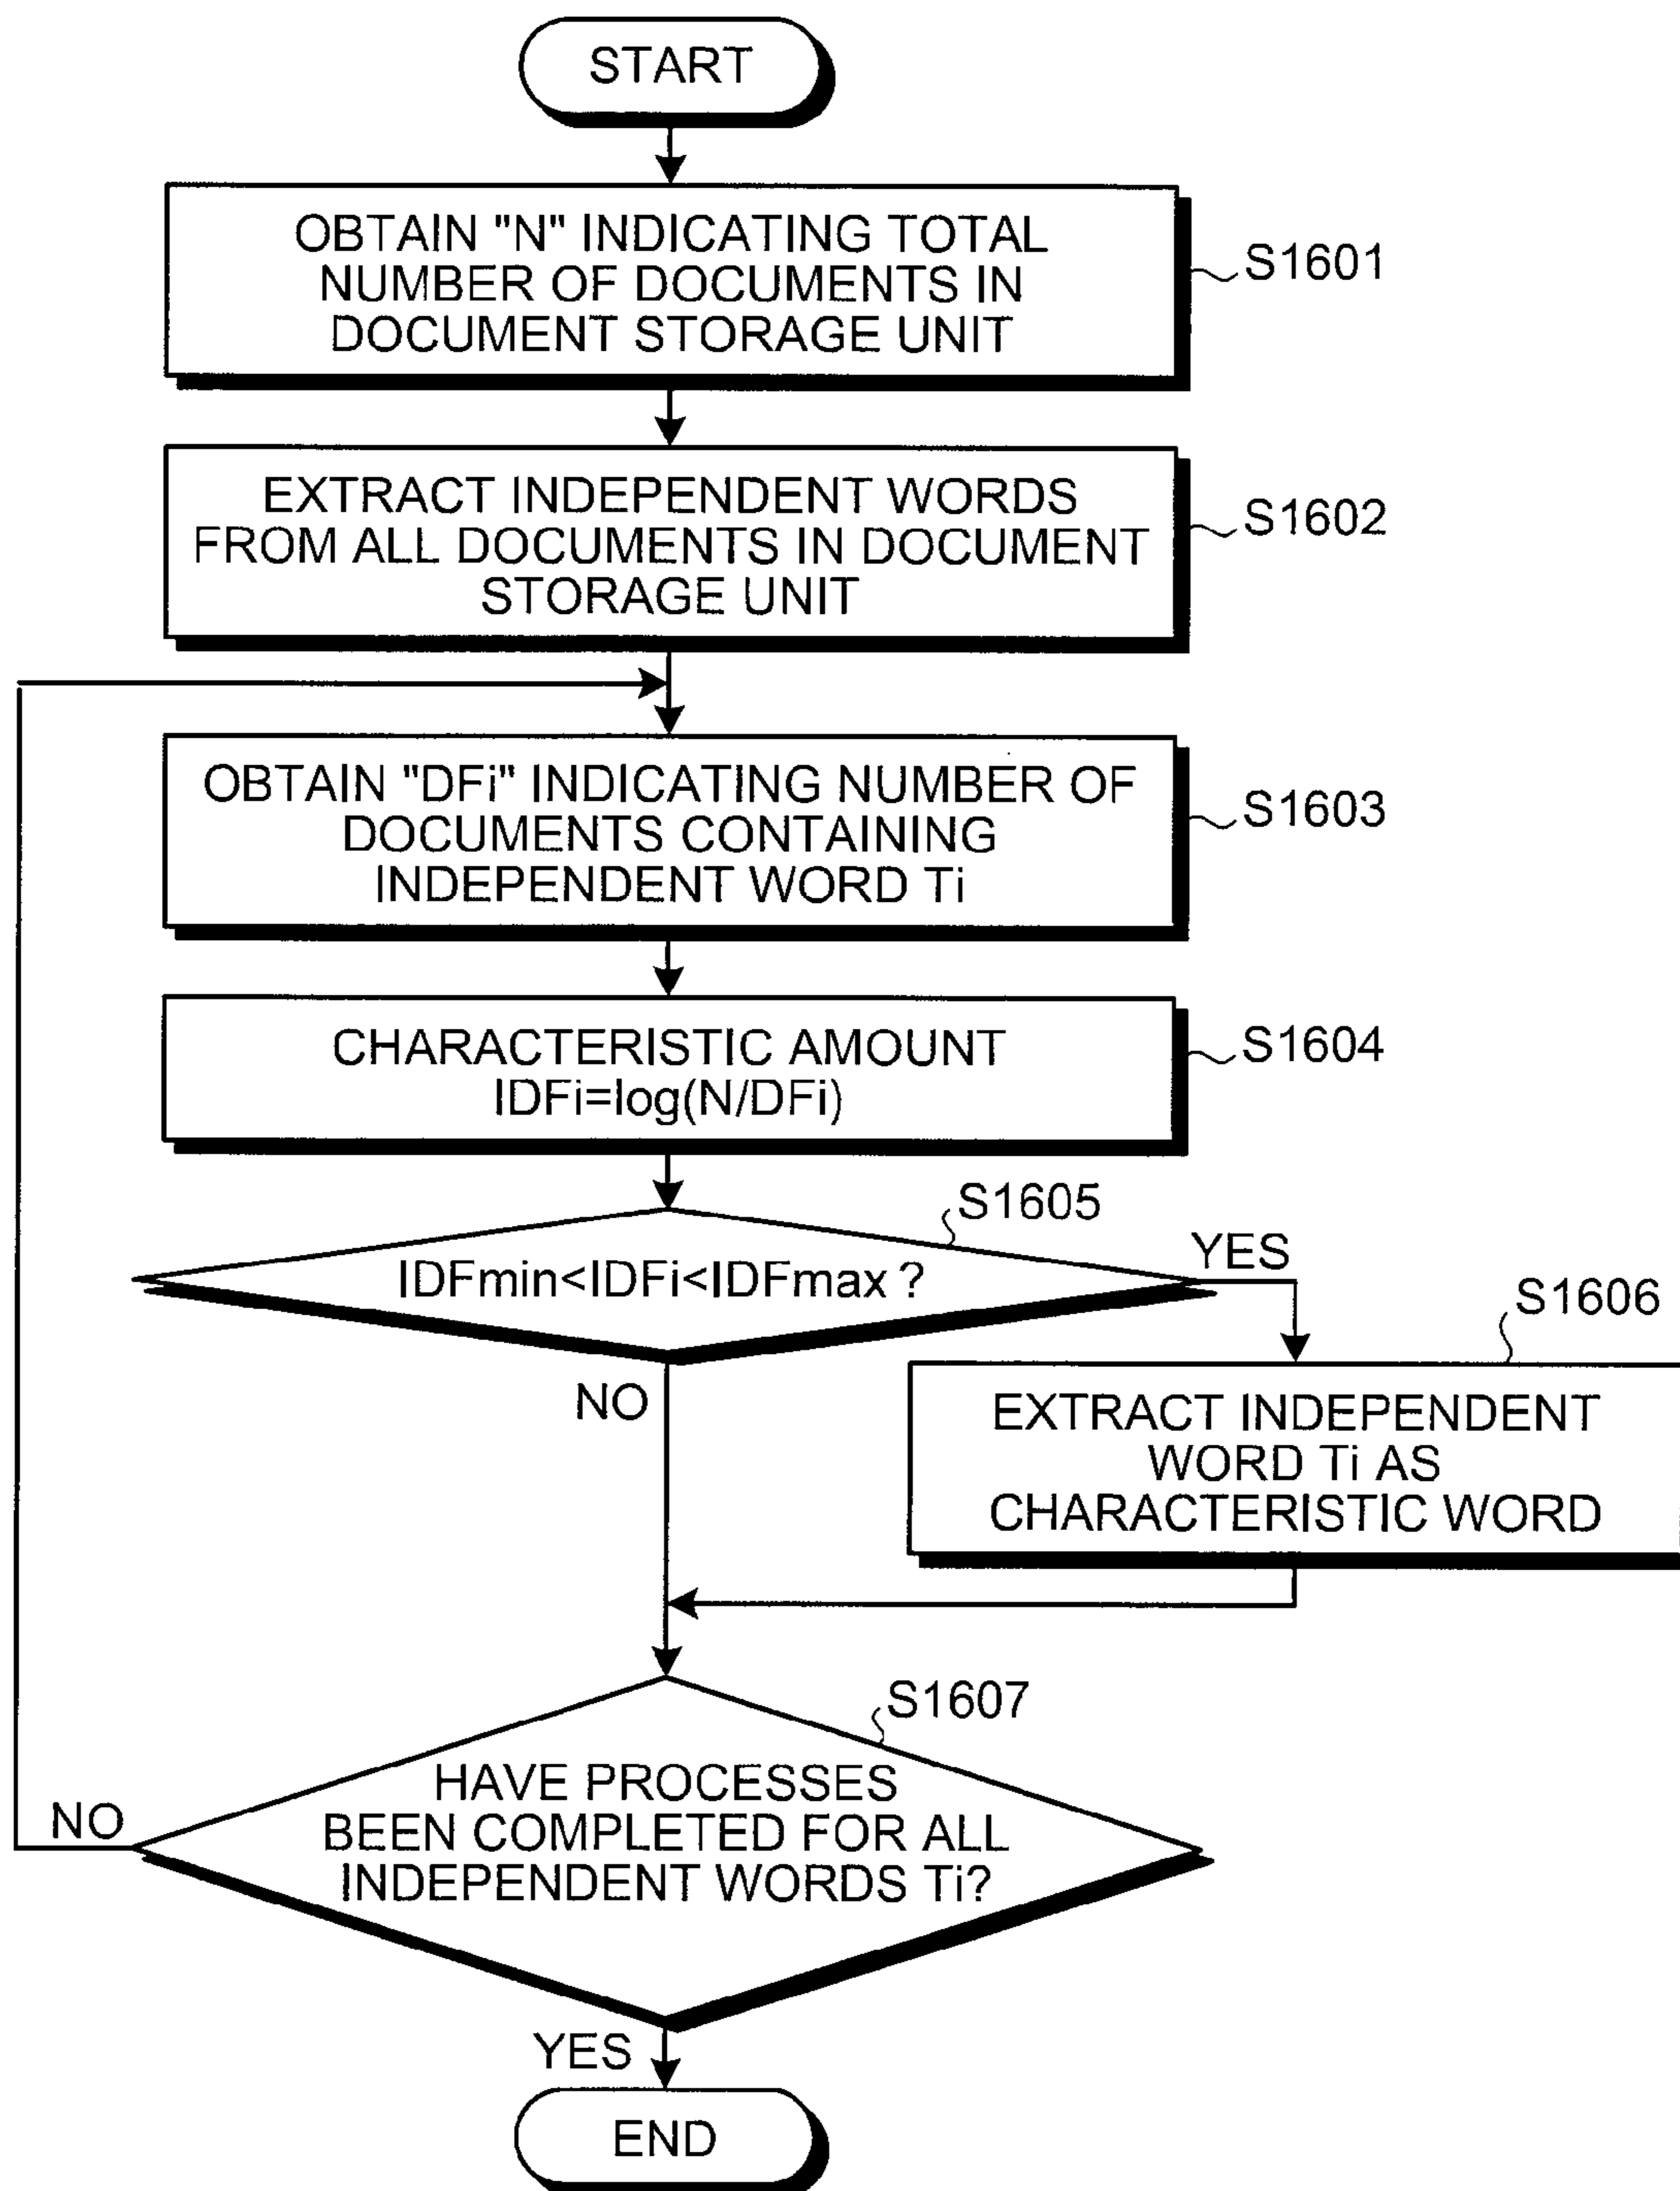 START
OBTAIN "N" INDICATING TOTAL
NUMBER OF DOCUMENTS IN
DOCUMENT STORAGE UNIT
S1601
EXTRACT INDEPENDENT WORDS
FROM ALL DOCUMENTS IN DOCUMENT
STORAGE UNIT
S1602
OBTAIN "DFi" INDICATING NUMBER OF
DOCUMENTS CONTAINING
INDEPENDENT WORD Ti
S1603
CHARACTERISTIC AMOUNT
IDFi=log(N/DFi)
S1604
S1605
IDFmin<IDFi<IDFmax ?
YES
NO
S1606
EXTRACT INDEPENDENT
WORD Ti AS
CHARACTERISTIC WORD
S1607
HAVE PROCESSES
BEEN COMPLETED FOR ALL
INDEPENDENT WORDS Ti?
NO
YES
END